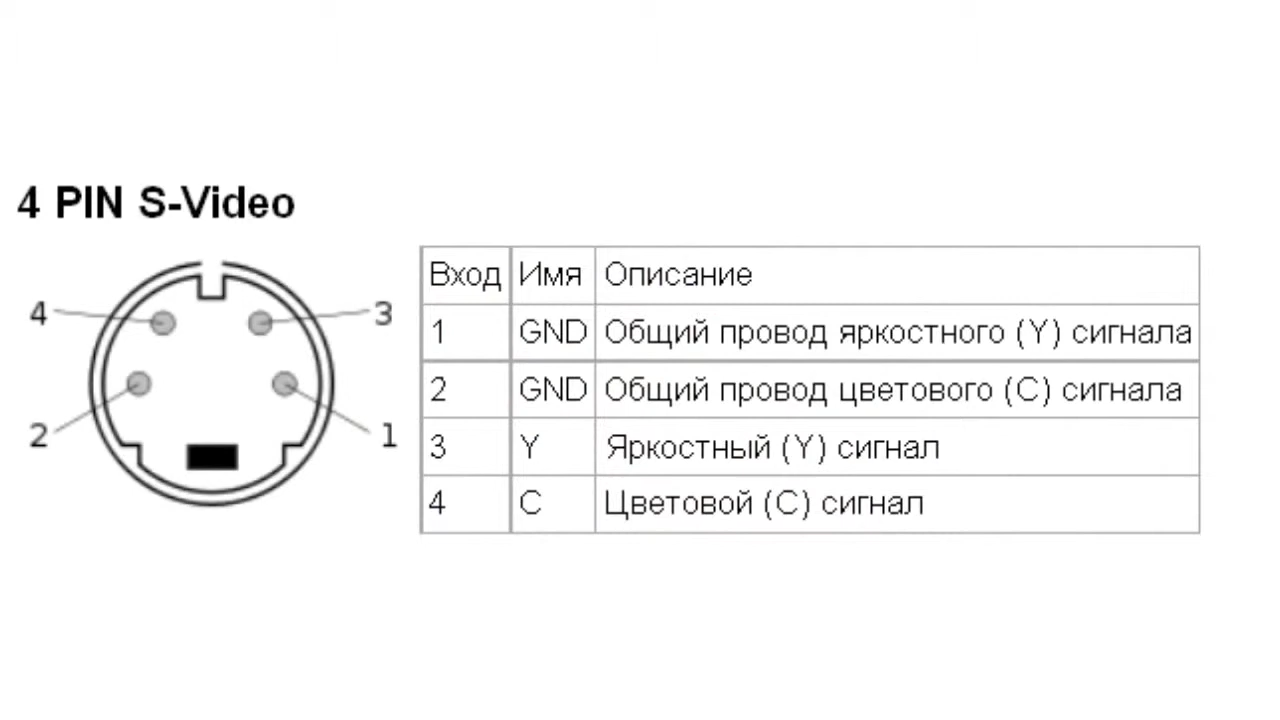 4 PIN S-Video
4
3
2
1
Вход Имя Описание
1 GND Общий провод яркостного (Y) сигнала
2 GND Общий провод цветового (C) сигнала
3 Y Яркостный (Y) сигнал
4 C Цветовой (C) сигнал